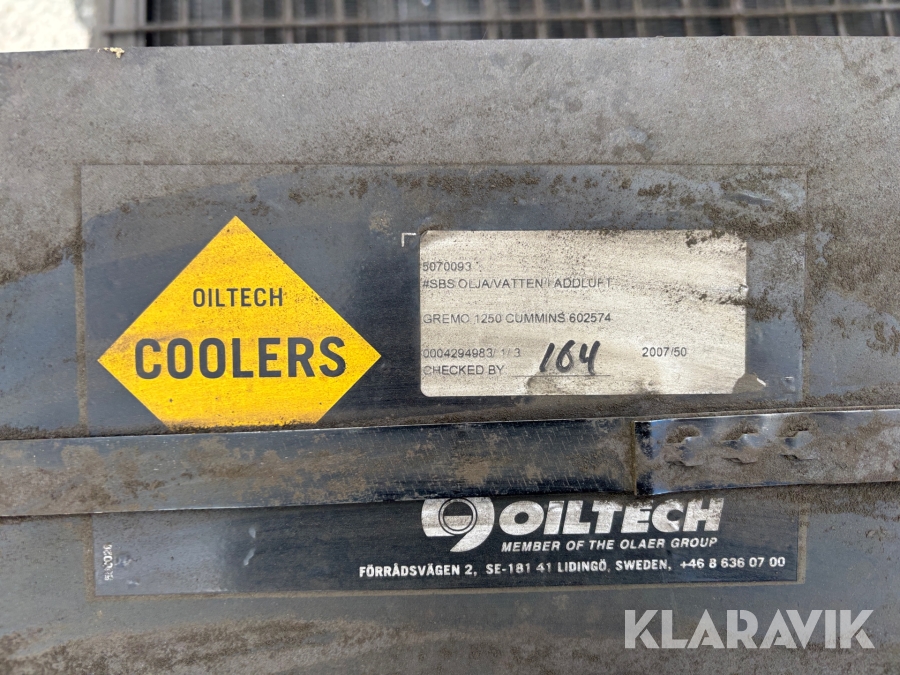 OILTECH
COOLERS
5070093
#SBS OLJA/VATTEN/LADDLUFT
GREMO 1250 CUMMINS 602574
0004294983/ 1/ 3
164
2007/50
CHECKED BY
OILTECH
MEMBER OF THE OLAER GROUP
FÖRRÅDSVÄGEN 2, SE-181 41 LIDINGÖ, SWEDEN, +46 8 636 07 00
KLARAVIK